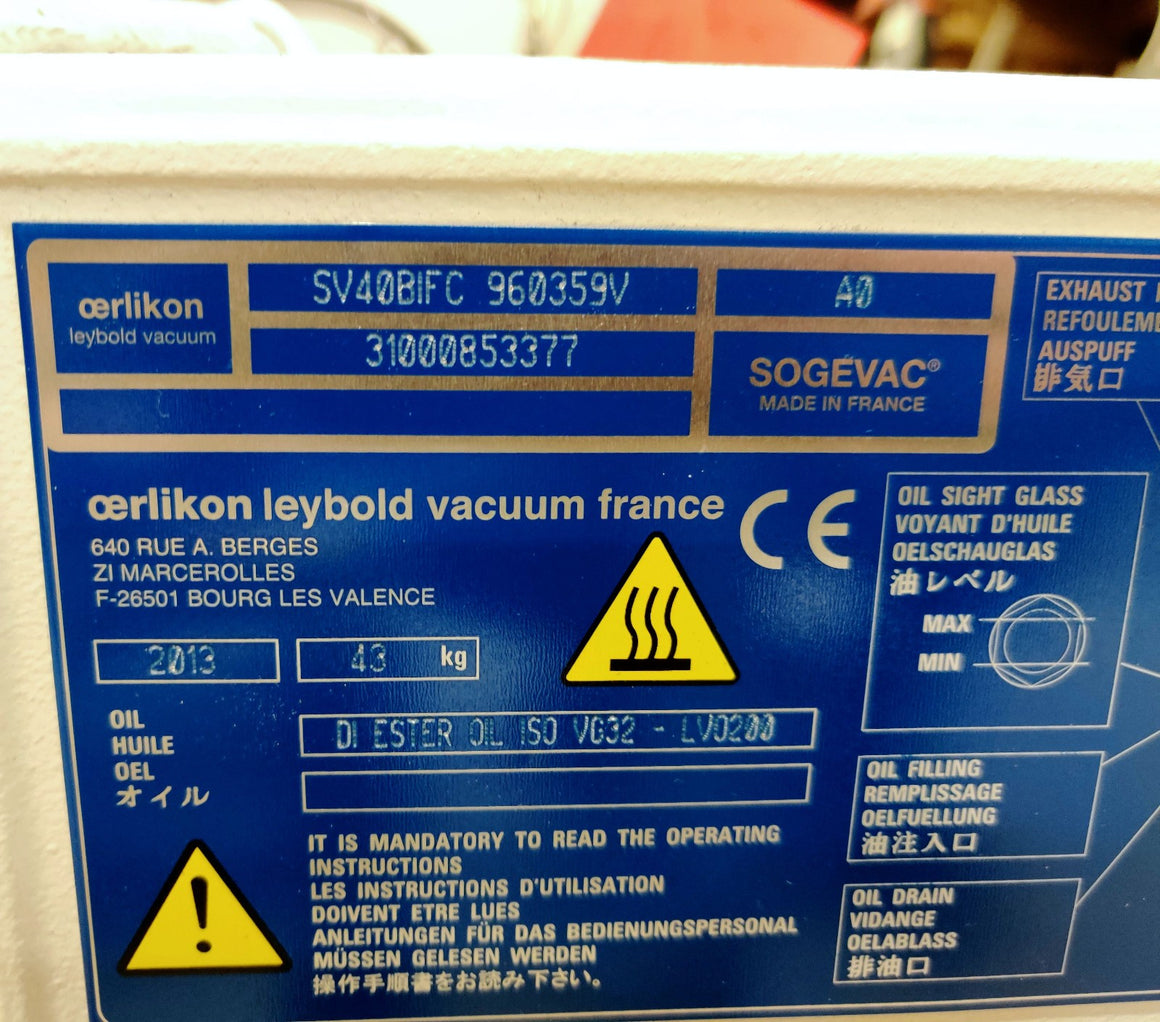 œrlikon
leybold vacuum
SV40BIFC 960359V
A0
31000853377
SOGEVAC®
MADE IN FRANCE
œrlikon leybold vacuum france
640 RUE A. BERGES
ZI MARCEROLLES
F-26501 BOURG LES VALENCE
CE
2013
43 kg
OIL
HUILE
OEL
オイル
DI ESTER OIL ISO VG32 - LVO200
IT IS MANDATORY TO READ THE OPERATING
INSTRUCTIONS
LES INSTRUCTIONS D'UTILISATION
DOIVENT ETRE LUES
ANLEITUNGEN FÜR DAS BEDIENUNGSPERSONAL
MÜSSEN GELESEN WERDEN
操作手順書をお読み下さい。
EXHAUST
AUSPUFF
排気口
OIL SIGHT GLASS
VOYANT D'HUILE
OELSCHAUGLAS
油レベル
MAX
MIN
OIL FILLING
REMPLISSAGE
OELFUELLUNG
油注入口
OIL DRAIN
VIDANGE
OELABLASS
排油口